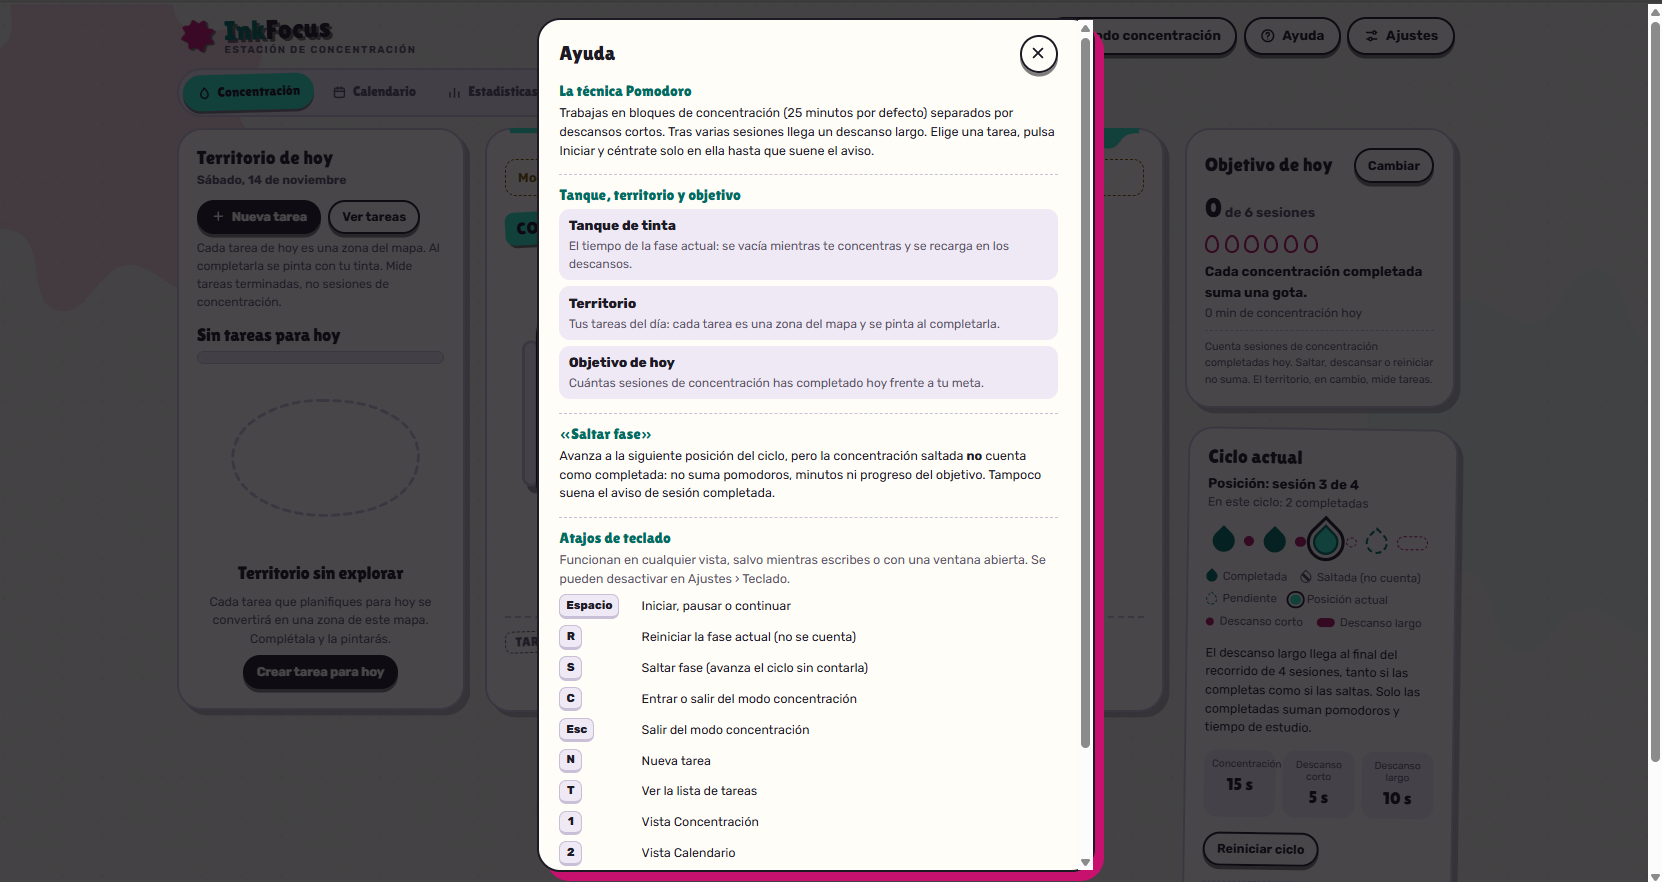 InkFocus
ESTACIÓN DE CONCENTRACIÓN
do concentración
Ayuda
Ajustes
Concentración
Calendario
Estadísticas
Territorio de hoy
Sábado, 14 de noviembre
Nueva tarea
Ver tareas
Cada tarea de hoy es una zona del mapa. Al
completarla se pinta con tu tinta. Mide
tareas terminadas, no sesiones de
concentración.
Sin tareas para hoy
Territorio sin explorar
Cada tarea que planifiques para hoy se
convertirá en una zona de este mapa.
Complétala y la pintarás.
Crear tarea para hoy
Mo
CO
TAR
Ayuda
La técnica Pomodoro
Trabajas en bloques de concentración (25 minutos por defecto) separados por
descansos cortos. Tras varias sesiones llega un descanso largo. Elige una tarea, pulsa
Iniciar y céntrate solo en ella hasta que suene el aviso.
Tanque, territorio y objetivo
Tanque de tinta
El tiempo de la fase actual: se vacía mientras te concentras y se recarga en los
descansos.
Territorio
Tus tareas del día: cada tarea es una zona del mapa y se pinta al completarla.
Objetivo de hoy
Cuántas sesiones de concentración has completado hoy frente a tu meta.
«Saltar fase»
Avanza a la siguiente posición del ciclo, pero la concentración saltada no cuenta
como completada: no suma pomodoros, minutos ni progreso del objetivo. Tampoco
suena el aviso de sesión completada.
Atajos de teclado
Funcionan en cualquier vista, salvo mientras escribes o con una ventana abierta. Se
pueden desactivar en Ajustes › Teclado.
Espacio Iniciar, pausar o continuar
R Reiniciar la fase actual (no se cuenta)
S Saltar fase (avanza el ciclo sin contarla)
C Entrar o salir del modo concentración
Esc Salir del modo concentración
N Nueva tarea
T Ver la lista de tareas
1 Vista Concentración
2 Vista Calendario
Objetivo de hoy
Cambiar
0 de 6 sesiones
Cada concentración completada
suma una gota.
0 min de concentración hoy
Cuenta sesiones de concentración
completadas hoy. Saltar, descansar o reiniciar
no suma. El territorio, en cambio, mide tareas.
Ciclo actual
Posición: sesión 3 de 4
En este ciclo: 2 completadas
Completada Saltada (no cuenta)
Pendiente Posición actual
Descanso corto Descanso largo
El descanso largo llega al final del
recorrido de 4 sesiones, tanto si las
completas como si las saltas. Solo las
completadas suman pomodoros y
tiempo de estudio.
Concentración
15 s
Descanso
corto
5 s
Descanso
largo
10 s
Reiniciar ciclo